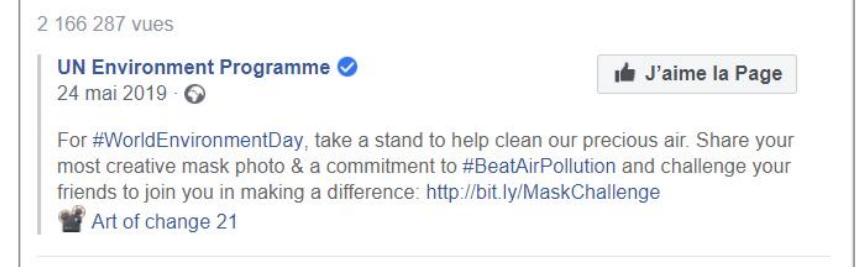 2 166 287 vues
UN Environment Programme
J'aime la Page
24 mai 2019 ·
For #WorldEnvironmentDay, take a stand to help clean our precious air. Share your
most creative mask photo & a commitment to #BeatAirPollution and challenge your
friends to join you in making a difference: http://bit.ly/MaskChallenge
Art of change 21